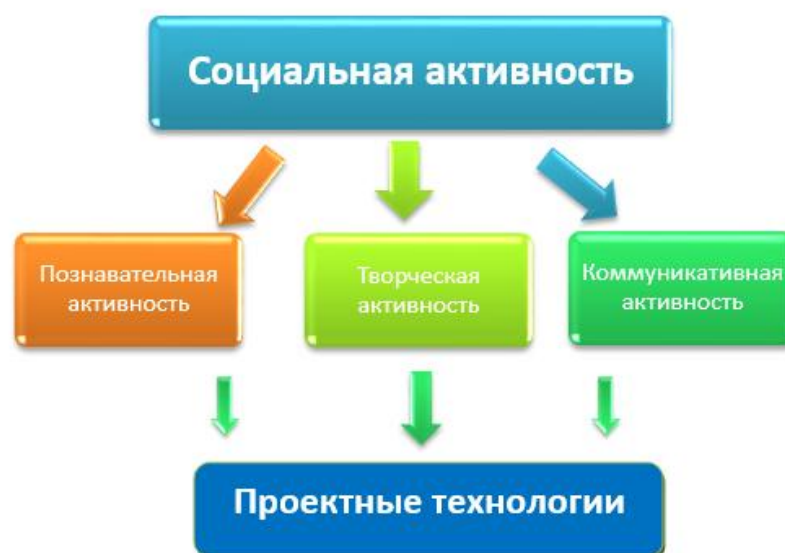 Социальная активность
Познавательная
активность
Творческая
активность
Коммуникативная
активность
Проектные технологии